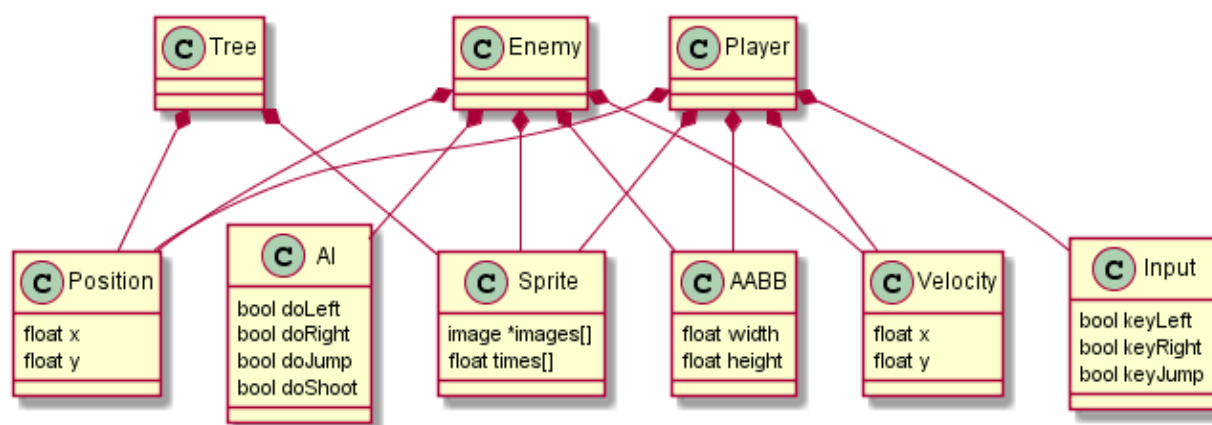 C Tree
C Enemy
C Player
C Position
float x
float y
C AI
bool doLeft
bool doRight
bool doJump
bool doShoot
C Sprite
image *images[]
float times[]
C AABB
float width
float height
C Velocity
float x
float y
C Input
bool keyLeft
bool keyRight
bool keyJump